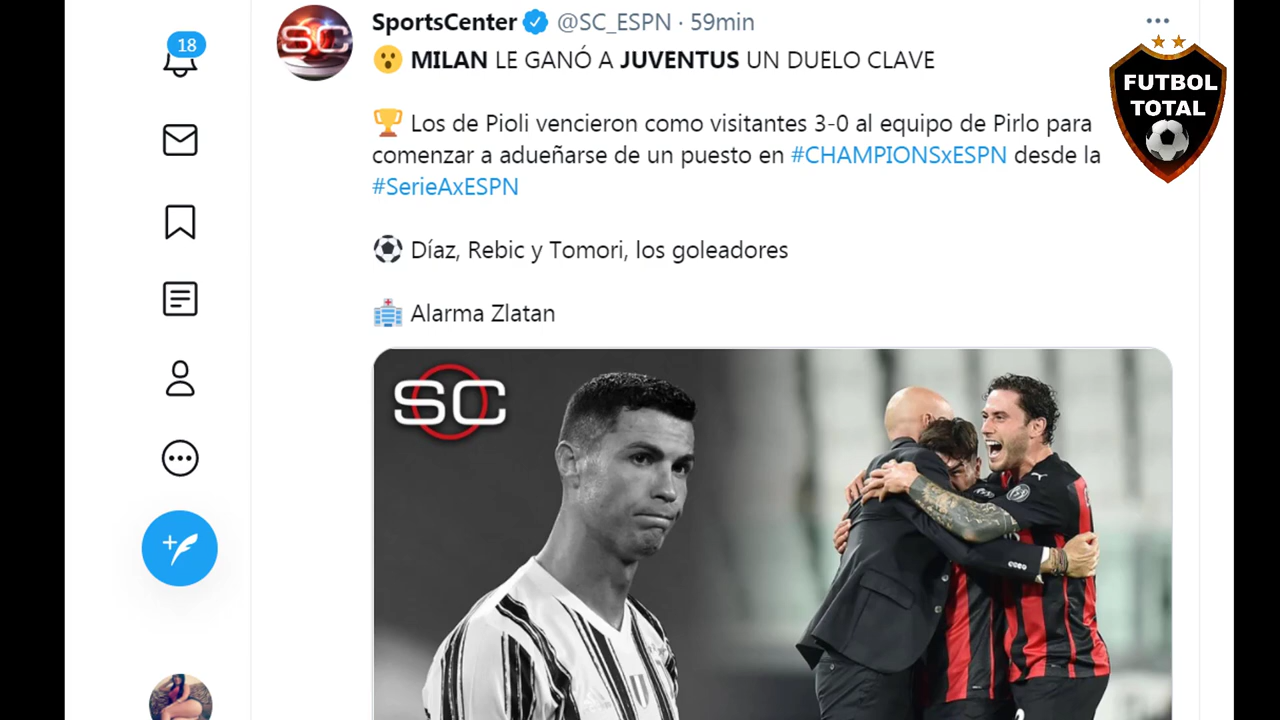 18
SC
SportsCenter @SC_ESPN · 59min
😮 MILAN LE GANÓ A JUVENTUS UN DUELO CLAVE
🏆 Los de Pioli vencieron como visitantes 3-0 al equipo de Pirlo para
comenzar a adueñarse de un puesto en #CHAMPIONSxESPN desde la
#SerieAxESPN
⚽ Díaz, Rebic y Tomori, los goleadores
🏥 Alarma Zlatan
SC
FUTBOL
TOTAL